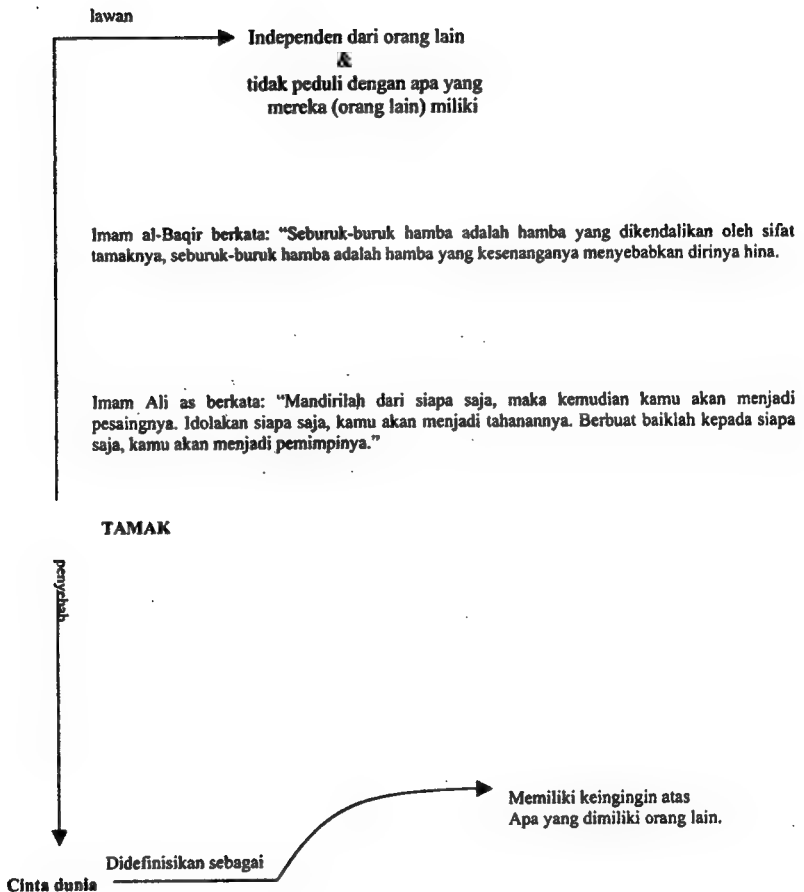 lawan
Independen dari orang lain
&
tidak peduli dengan apa yang
mereka (orang lain) miliki
Imam al-Baqir berkata: “Seburuk-buruk hamba adalah hamba yang dikendalikan oleh sifat
tamaknya, seburuk-buruk hamba adalah hamba yang kesenanganya menyebabkan dirinya hina.
Imam Ali as berkata: “Mandirilah dari siapa saja, maka kemudian kamu akan menjadi
pesaingnya. Idolakan siapa saja, kamu akan menjadi tahanannya. Berbuat baiklah kepada siapa
saja, kamu akan menjadi pemimpinya.”
TAMAK
penyebab
Memiliki keingingin atas
Apa yang dimiliki orang lain.
Didefinisikan sebagai
Cinta dunia